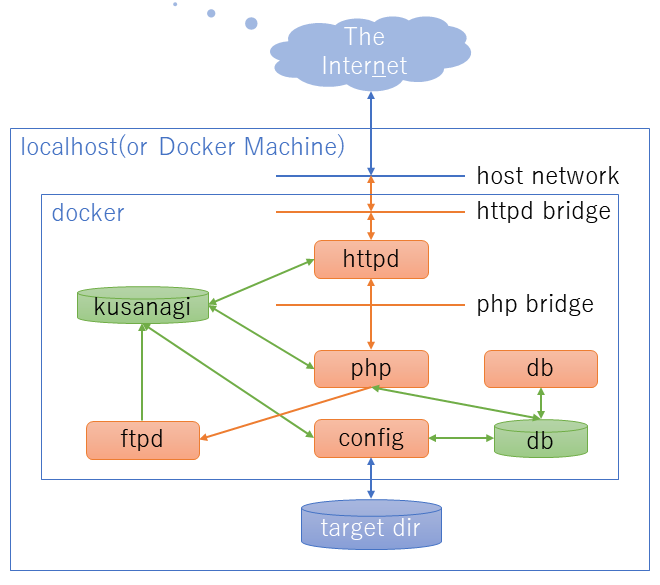 The
Internet
localhost(or Docker Machine)
host network
docker
httpd bridge
httpd
kusanagi
php bridge
php
db
ftpd
config
db
target dir